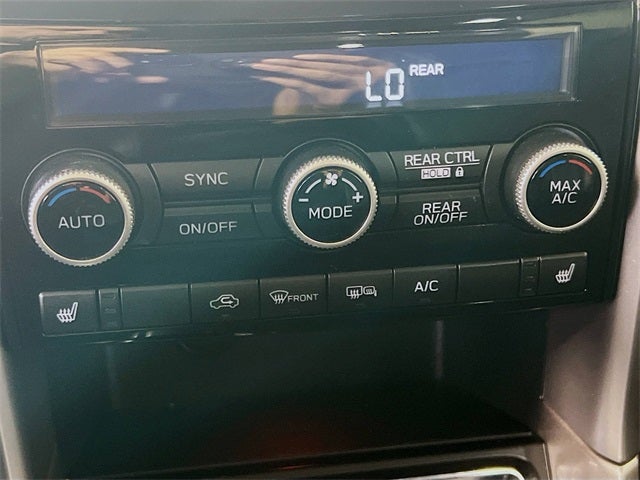 LO REAR
AUTO
SYNC
ON/OFF
MODE
- +
REAR CTRL
HOLD
REAR
ON/OFF
MAX
A/C
FRONT
A/C